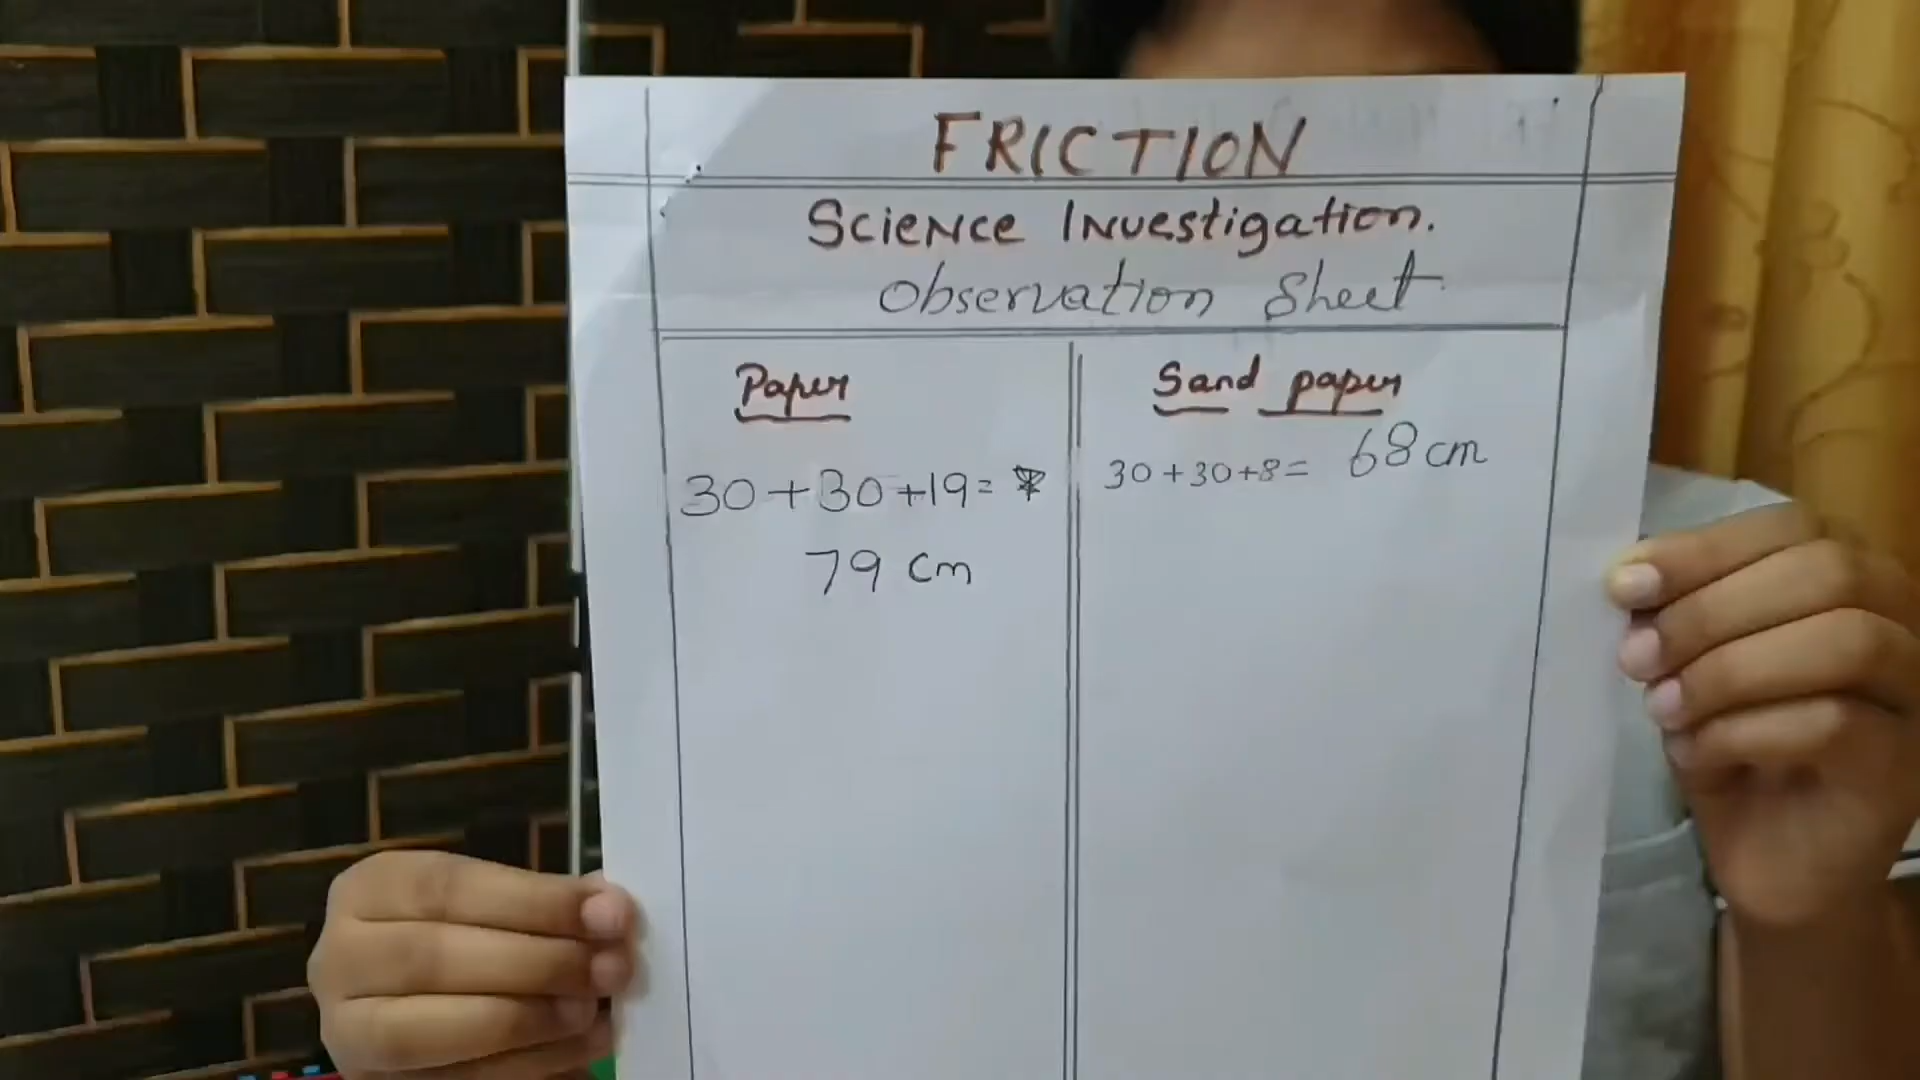 FRICTION
Science Investigation.
Observation Sheet
Paper
30+30+19=
79 cm
Sand paper
30+30+8= 68 cm